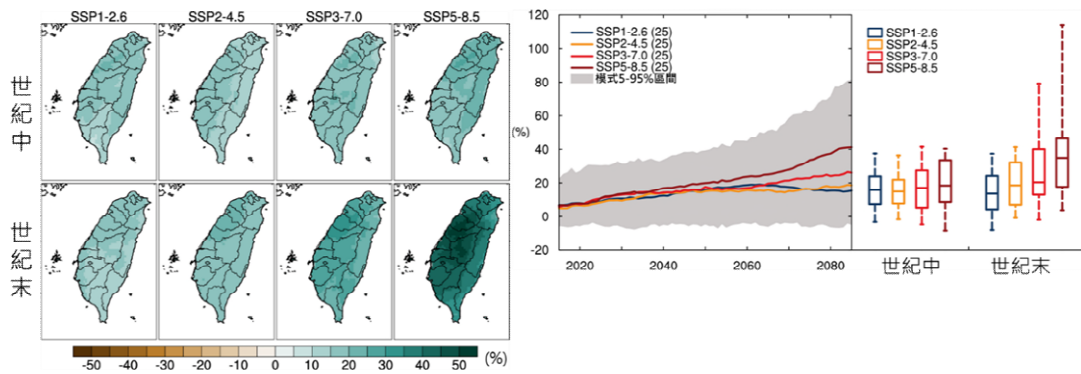 SSP1-2.6 SSP2-4.5 SSP3-7.0 SSP5-8.5
世紀中
世紀末
-50 -40 -30 -20 -10 0 10 20 30 40 50 (%)
120
100
80
60
40
20
0
-20
(%)
SSP1-2.6 (25)
SSP2-4.5 (25)
SSP3-7.0 (25)
SSP5-8.5 (25)
模式5-95%區間
2020 2040 2060 2080
SSP1-2.6
SSP2-4.5
SSP3-7.0
SSP5-8.5
世紀中 世紀末